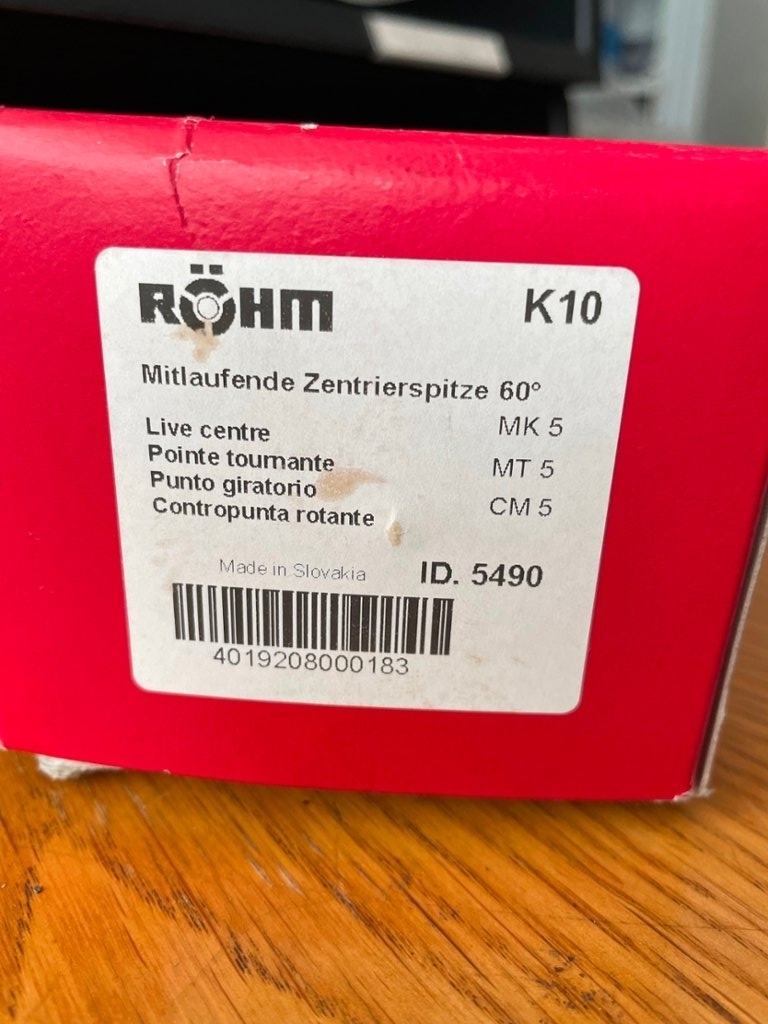 RÖHM
K10
Mitlaufende Zentrierspitze 60°
Live centre
MK 5
Pointe tournante
MT 5
Punto giratorio
CM 5
Contropunta rotante
Made in Slovakia
ID. 5490
4019208000183